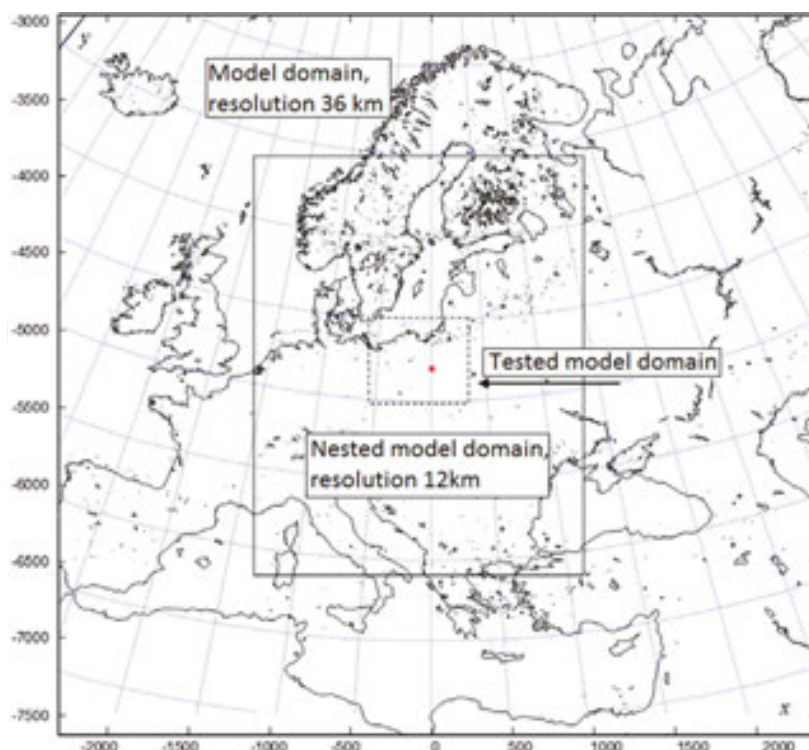 -3000
y
Model domain,
resolution 36 km
-3500
-4000
y
-4500
-5000
Tested model domain
-5500
Nested model domain,
resolution 12km
-6000
-6500
-7000
-7500
x
-2000 -1500 -1000 -500 0 500 1000 1500 2000